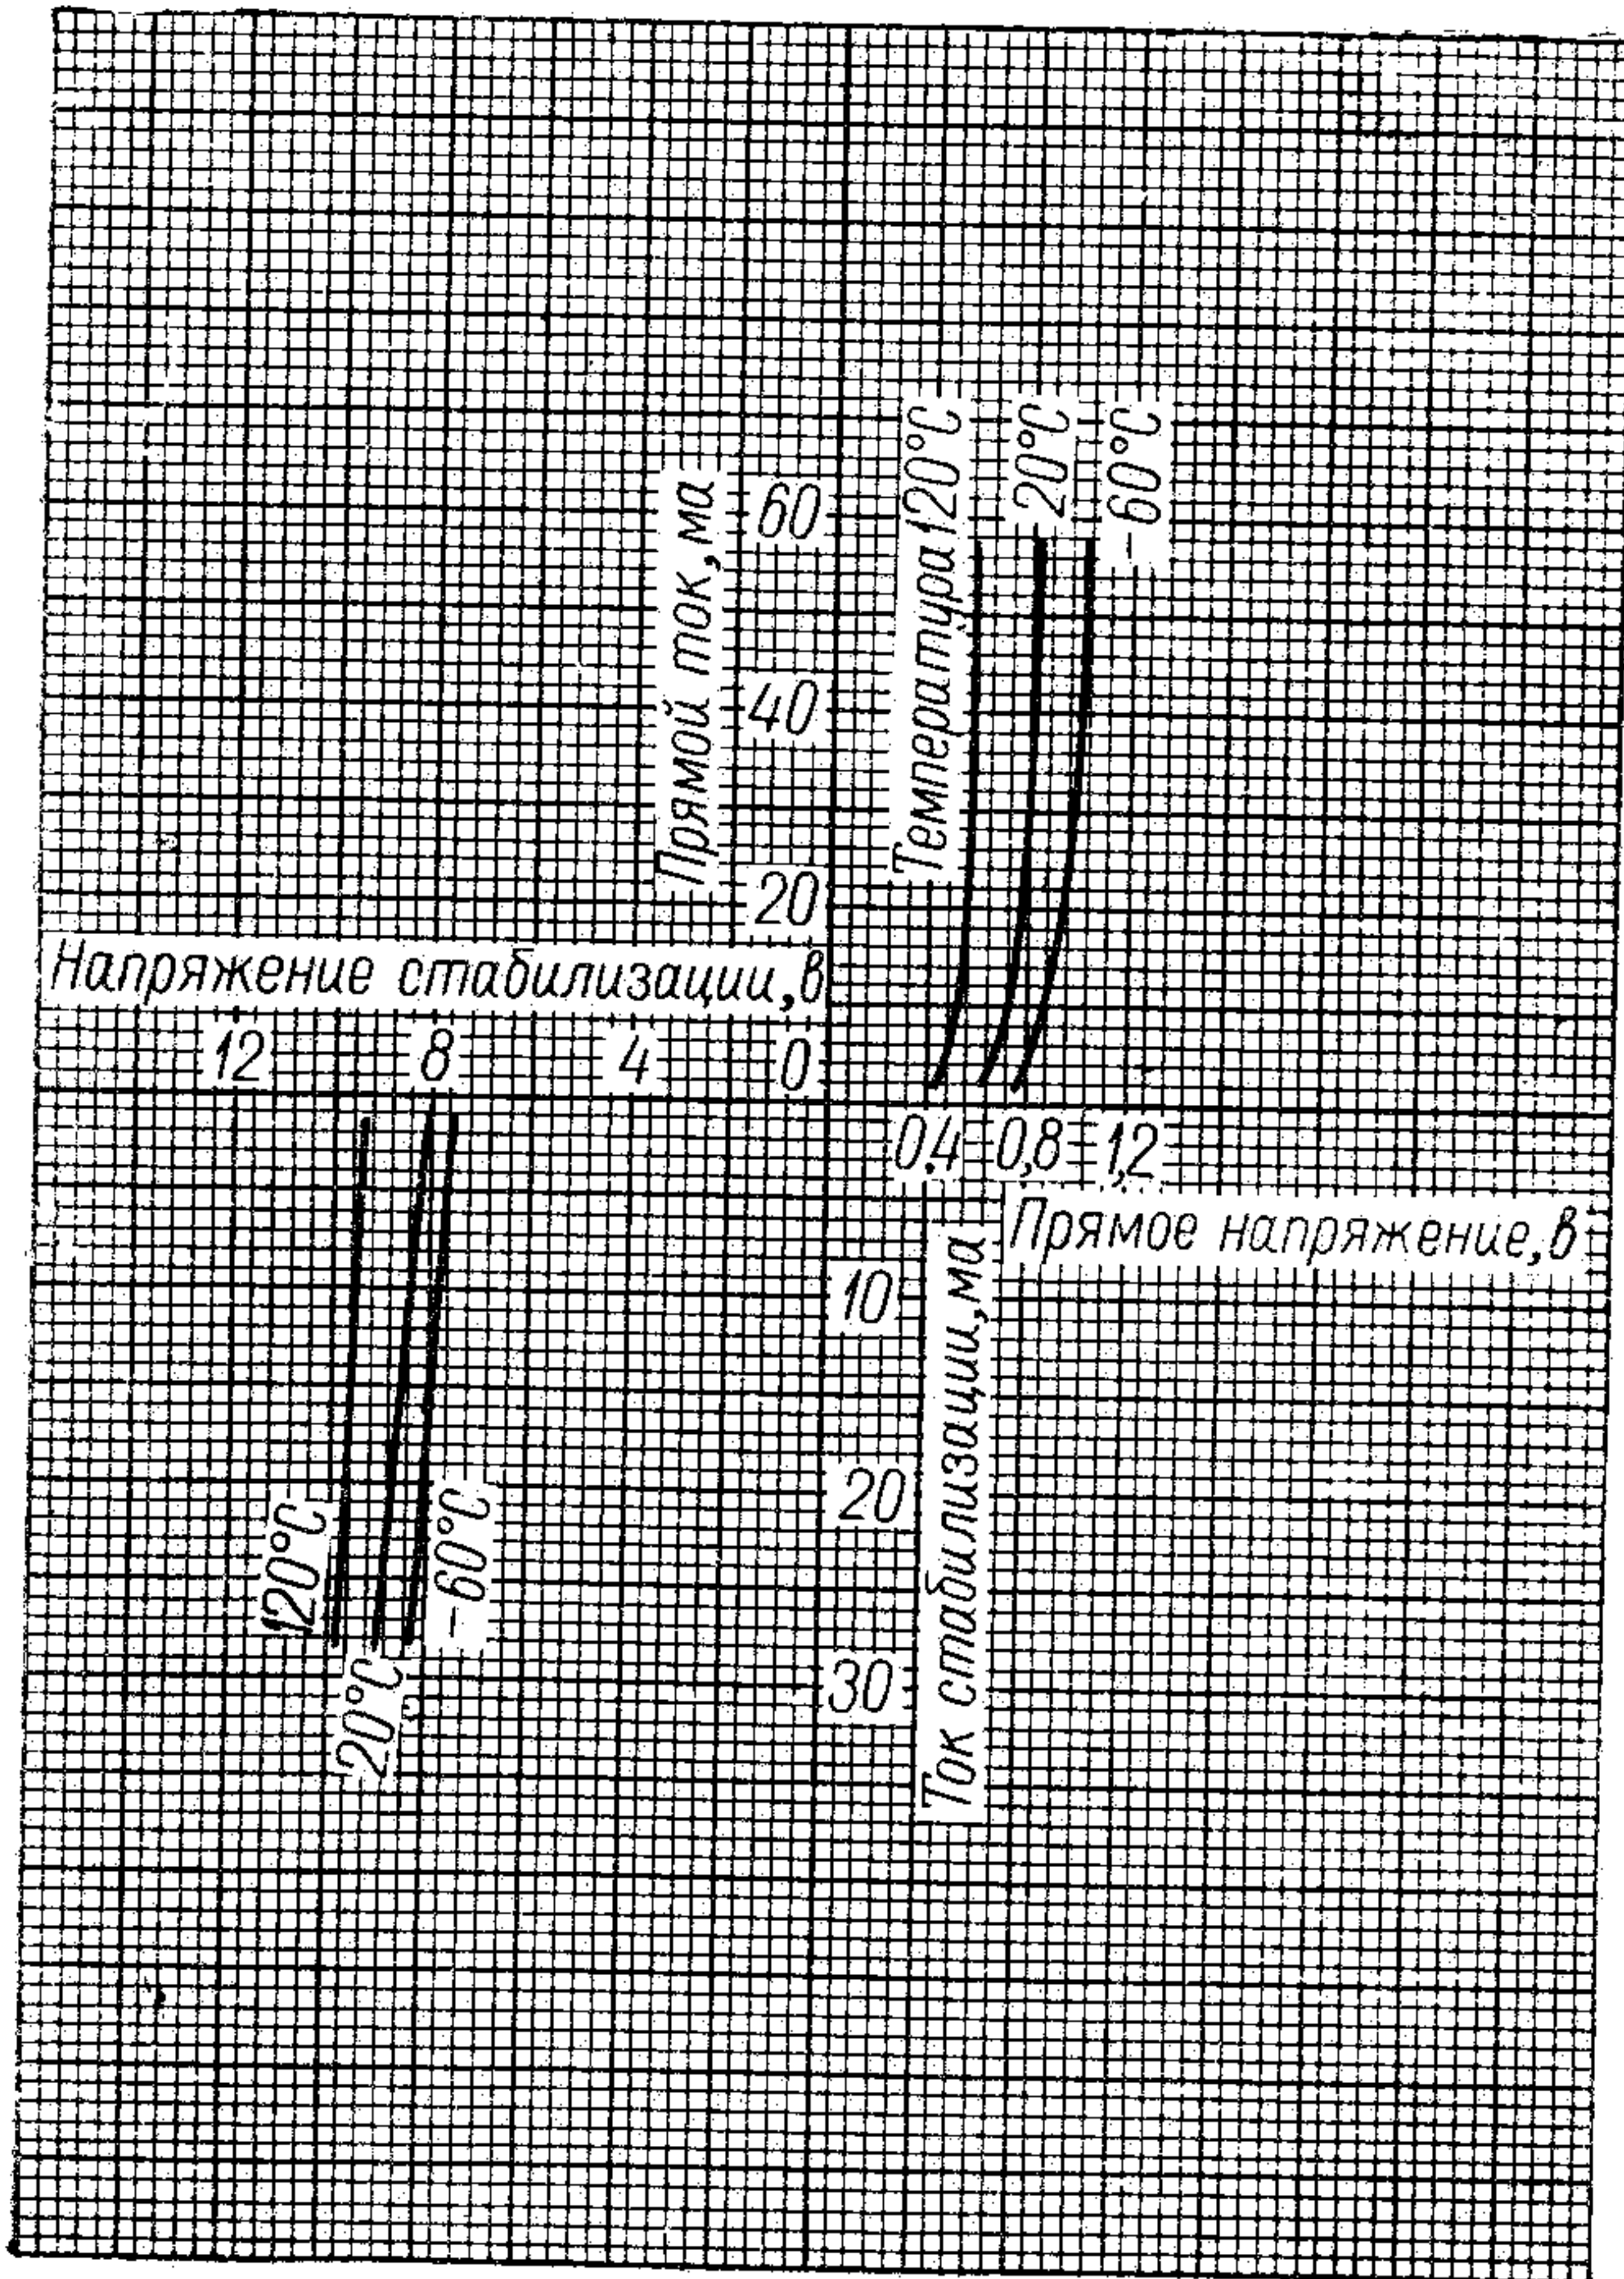 Прямой ток, ма
60
40
20
Температура 120°С
20°С
-60°С
Напряжение стабилизации, в
12 8 4 0
0,4 0,8 1,2
Прямое напряжение, в
10
20
30
Ток стабилизации, ма
120°С
20°С
-60°С